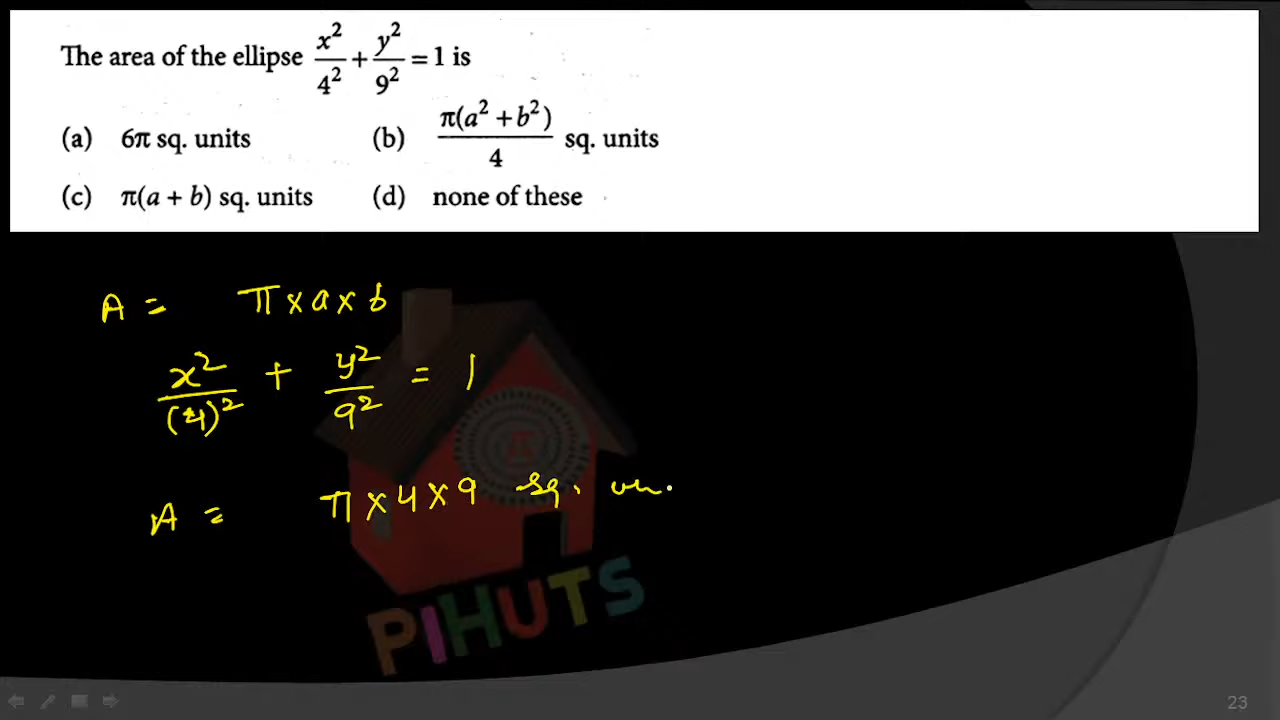 The area of the ellipse x²/4² + y²/9² = 1 is
(a) 6π sq. units (b) π(a² + b²)/4 sq. units
(c) π(a + b) sq. units (d) none of these
A = π × a × b
x²/(4)² + y²/9² = 1
A = π × 4 × 9 sq. un.
PIHUTS
23